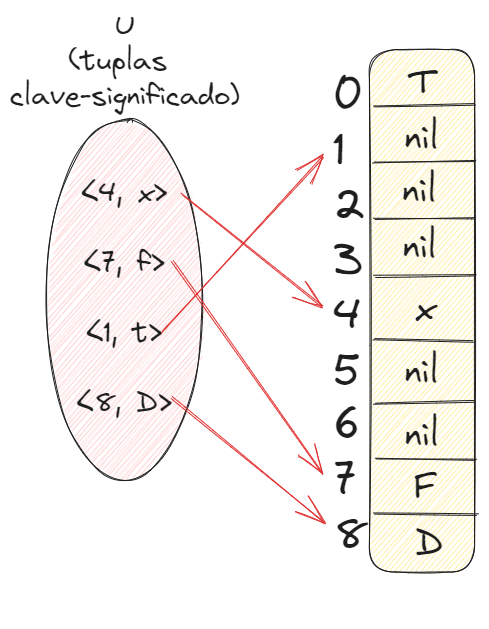 U
(tuplas
clave-significado)
<4, x>
<7, f>
<1, t>
<8, D>
0 T
1 nil
2 nil
3 nil
4 x
5 nil
6 nil
7 F
8 D